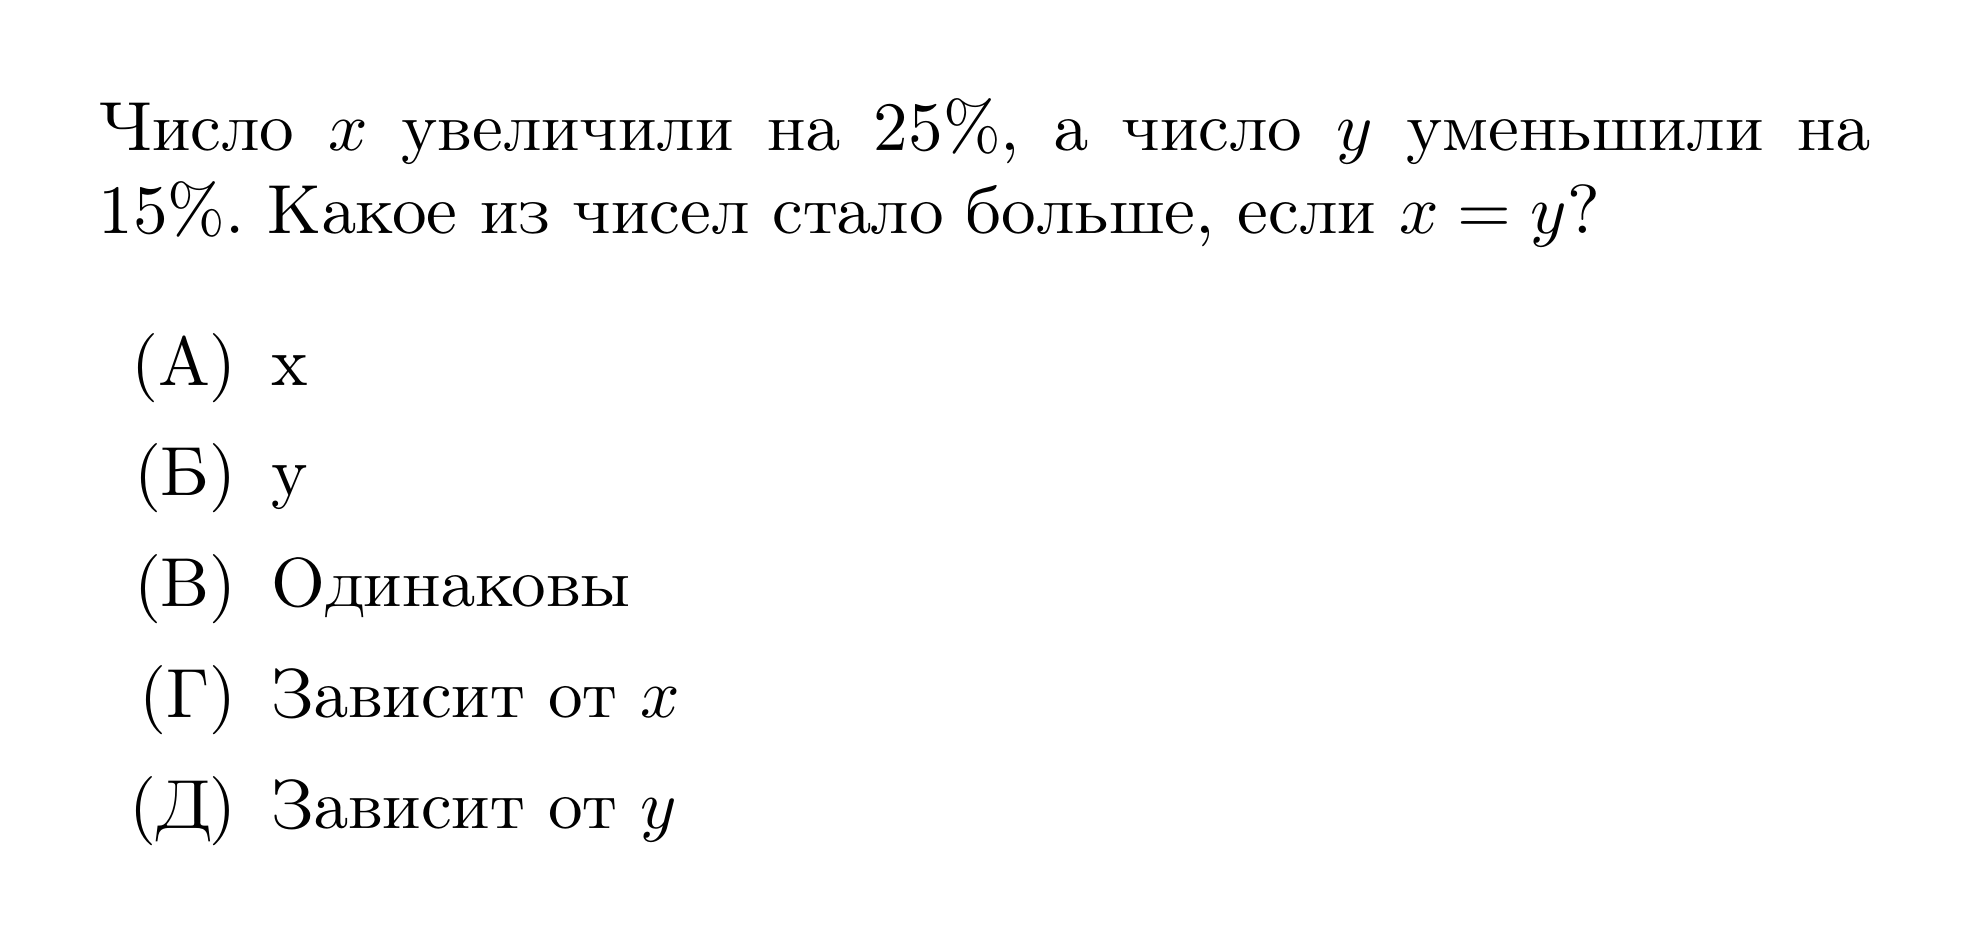 Число x увеличили на 25%, а число y уменьшили на
15%. Какое из чисел стало больше, если x = y?
(А) x
(Б) y
(В) Одинаковы
(Г) Зависит от x
(Д) Зависит от y